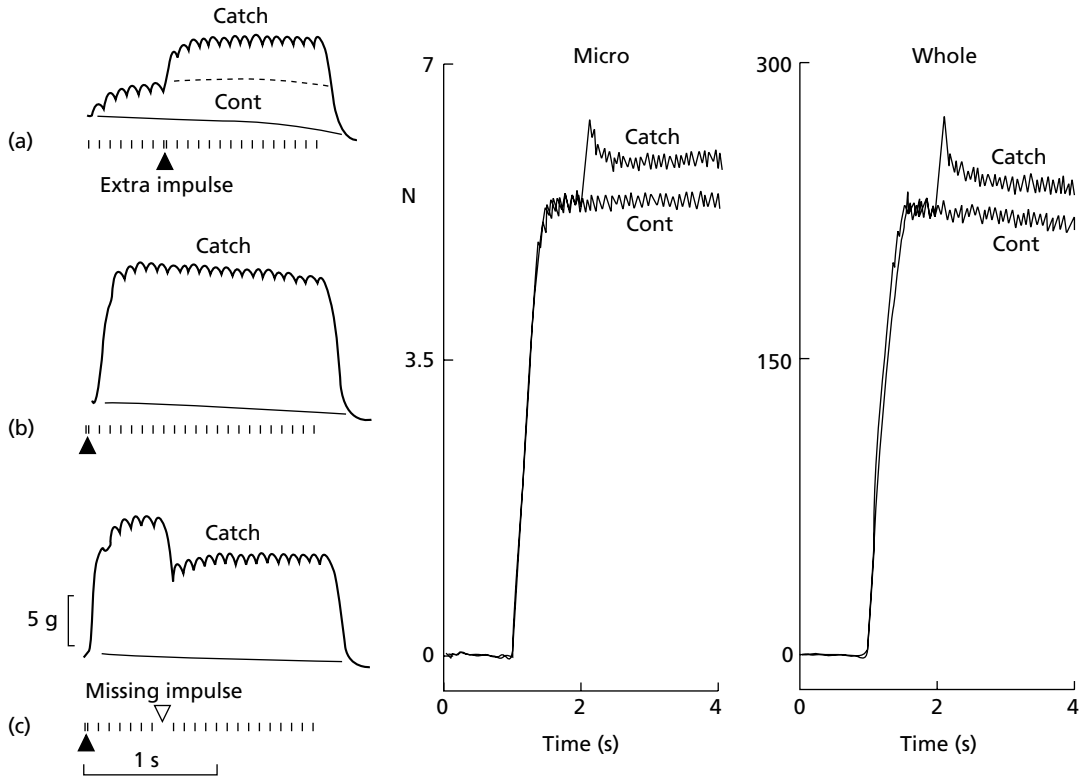 Catch
Cont
(a)
Extra impulse
Catch
(b)
Catch
5 g
Missing impulse
(c)
1 s
Micro
7
Catch
N
Cont
3.5
0
0 2 4
Time (s)
Whole
300
Catch
Cont
150
0
0 2 4
Time (s)